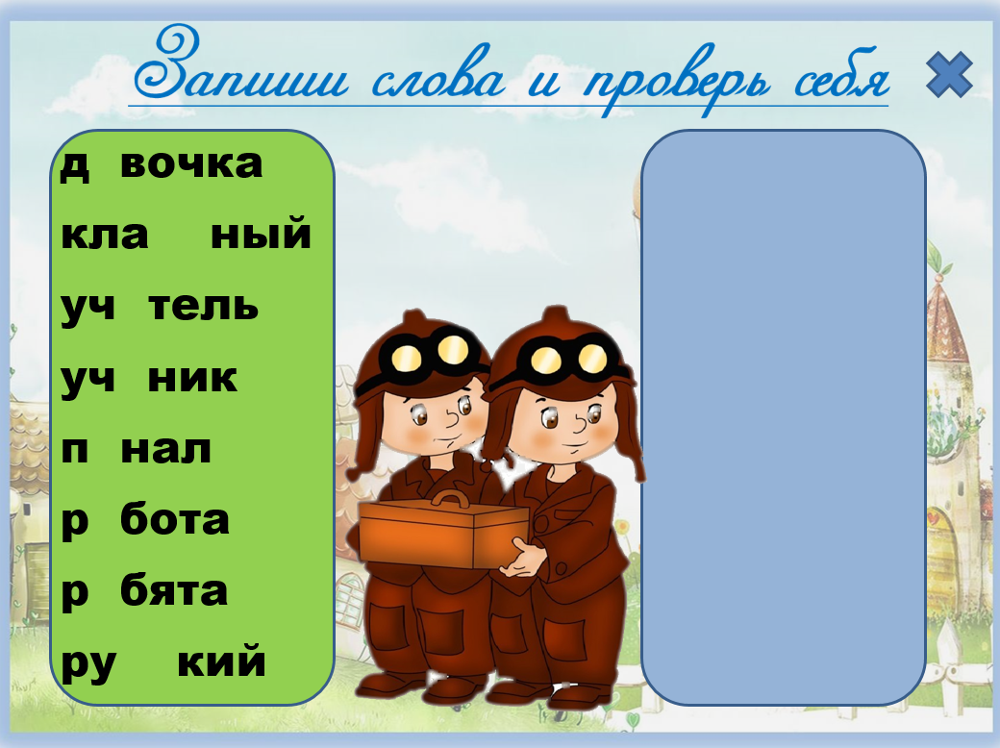 Запиши слова и проверь себя
д вочка
кла ный
уч тель
уч ник
п нал
р бота
р бята
ру кий